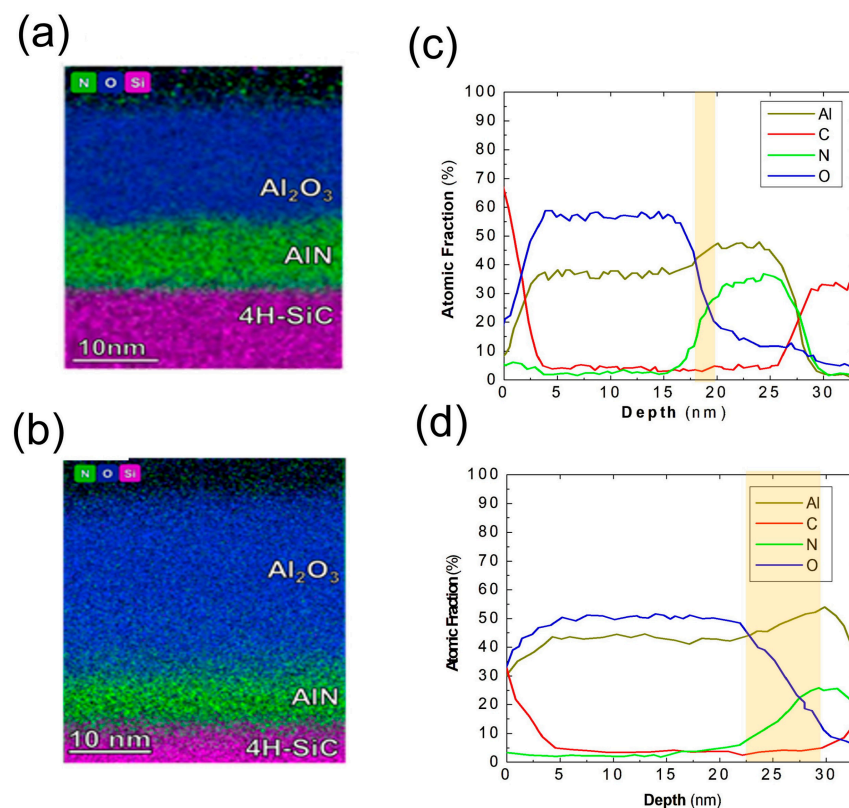 (a)
N O Si
Al₂O₃
AlN
4H-SiC
10nm
(b)
N O Si
Al₂O₃
AlN
4H-SiC
10 nm
(c)
Atomic Fraction (%)
100
90
80
70
60
50
40
30
20
10
0
Al
C
N
O
0 5 10 15 20 25 30
Depth (nm)
(d)
Atomic Fraction (%)
100
90
80
70
60
50
40
30
20
10
0
Al
C
N
O
0 5 10 15 20 25 30
Depth (nm)